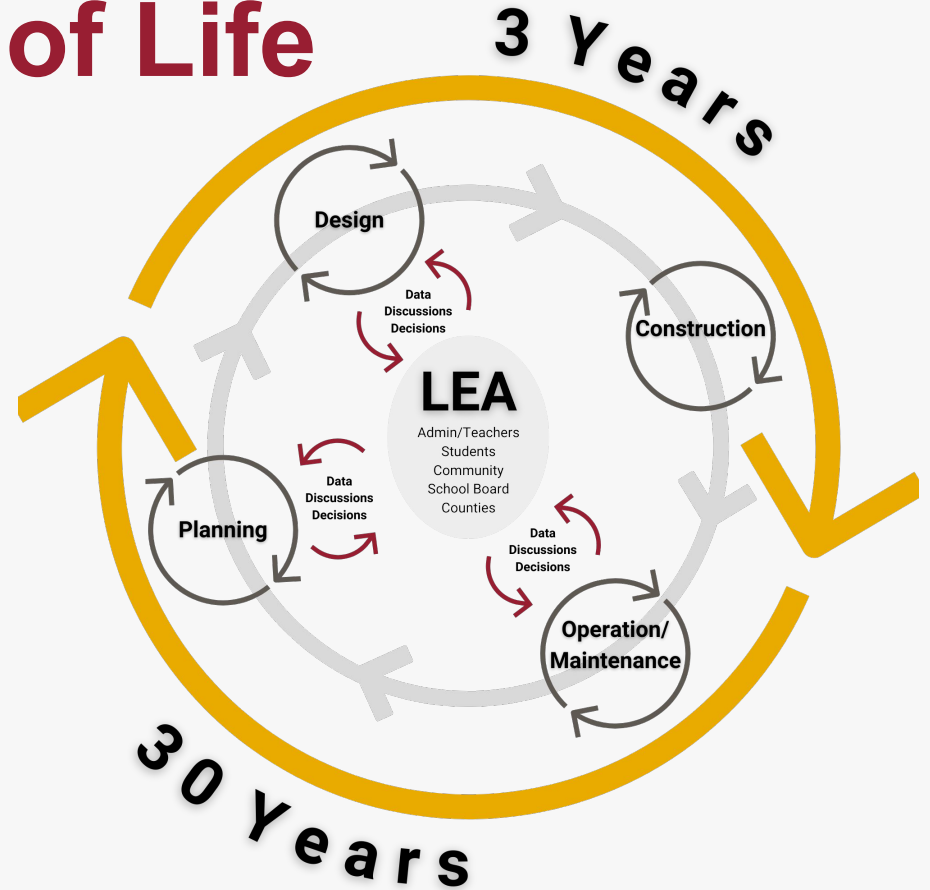 of Life
3 Years
Design
Data
Discussions
Decisions
Construction
LEA
Admin/Teachers
Students
Community
School Board
Counties
Planning
Data
Discussions
Decisions
Data
Discussions
Decisions
Operation/
Maintenance
30 Years